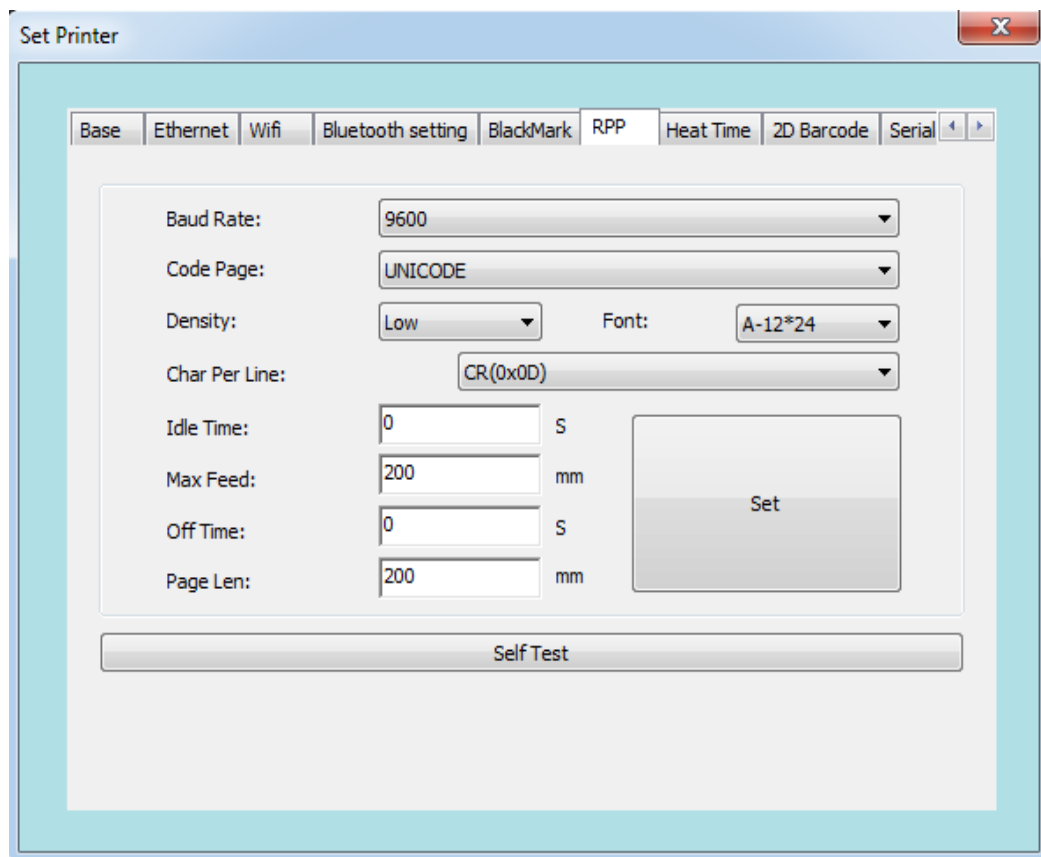 Set Printer
Base Ethernet Wifi Bluetooth setting BlackMark RPP Heat Time 2D Barcode Serial
Baud Rate: 9600
Code Page: UNICODE
Density: Low Font: A-12*24
Char Per Line: CR(0x0D)
Idle Time: 0 S
Max Feed: 200 mm
Off Time: 0 S
Page Len: 200 mm
Set
Self Test